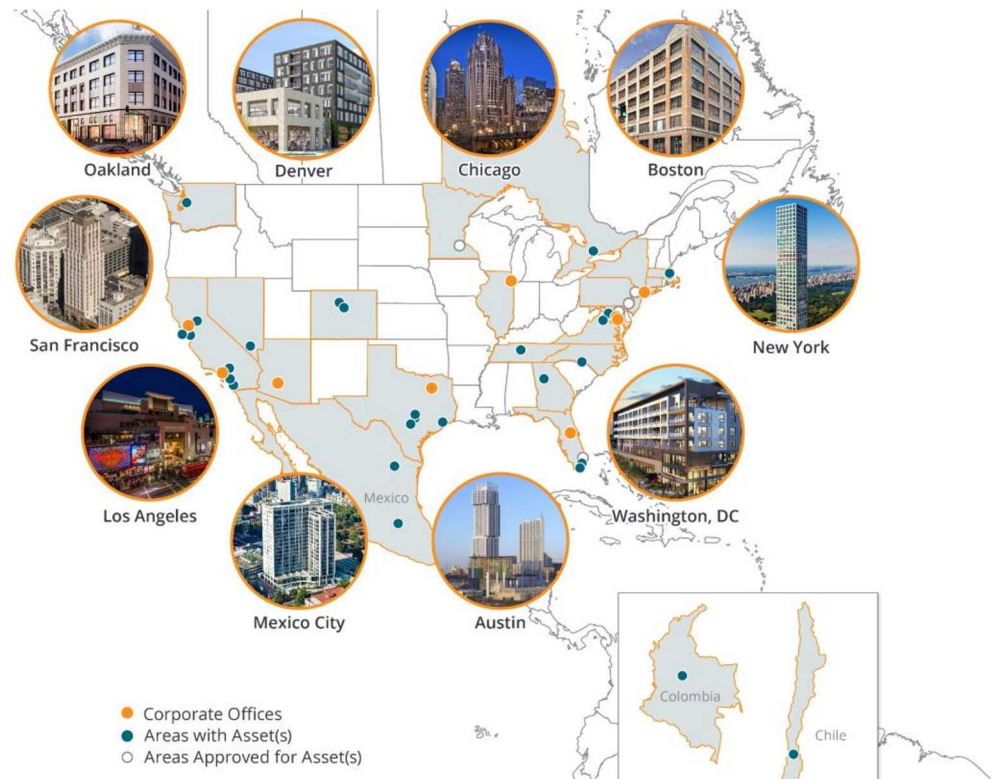 Oakland
Denver
Chicago
Boston
San Francisco
New York
Los Angeles
Mexico
Washington, DC
Mexico City
Austin
Colombia
Chile
Corporate Offices
Areas with Asset(s)
Areas Approved for Asset(s)